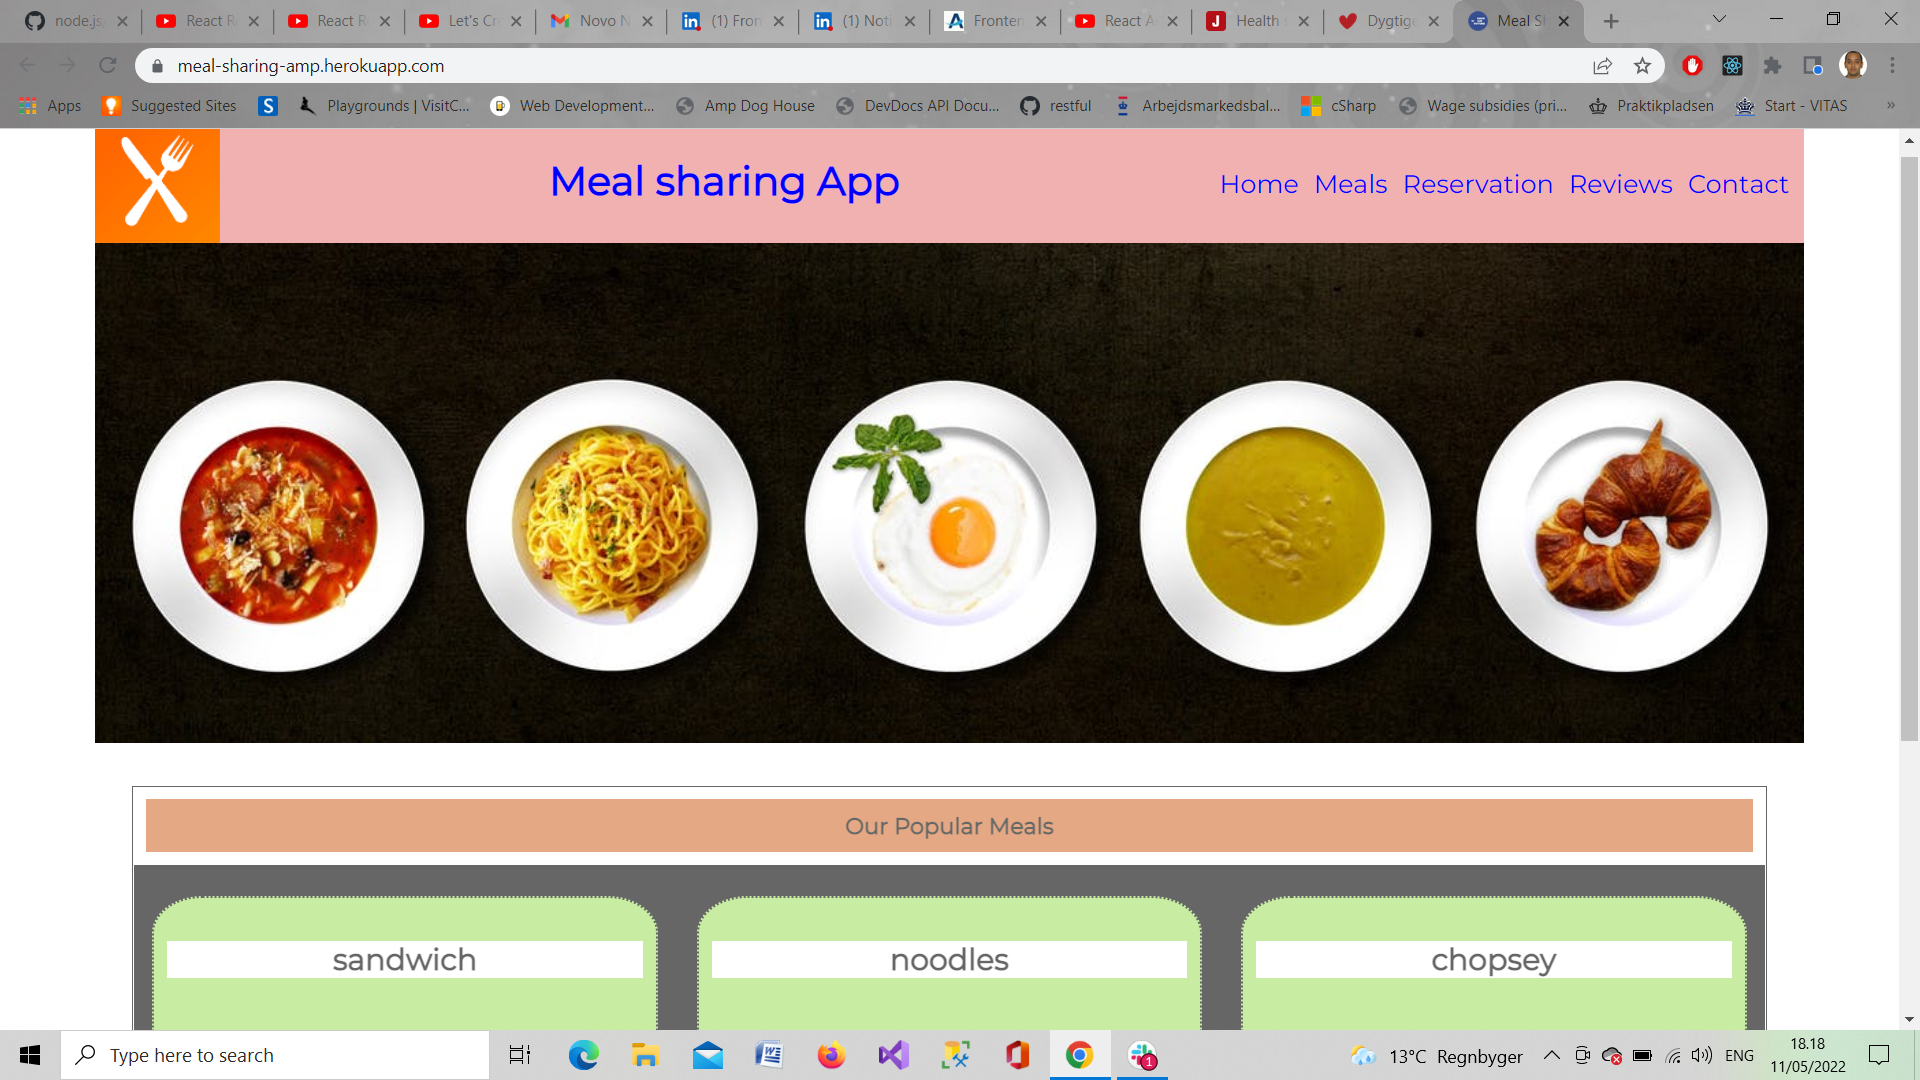 node.js React R React R Let's Cr Novo N (1) Fron (1) Noti Fronten React A Health Dygtige Meal Sh
meal-sharing-amp.herokuapp.com
Apps Suggested Sites Playgrounds | VisitC... Web Development... Amp Dog House DevDocs API Docu... restful Arbejdsmarkedsbal... cSharp Wage subsidies (pri... Praktikpladsen Start - VITAS »
Meal sharing App
Home Meals Reservation Reviews Contact
Our Popular Meals
sandwich noodles chopsey
Type here to search
13°C Regnbyger
ENG
18.18
11/05/2022